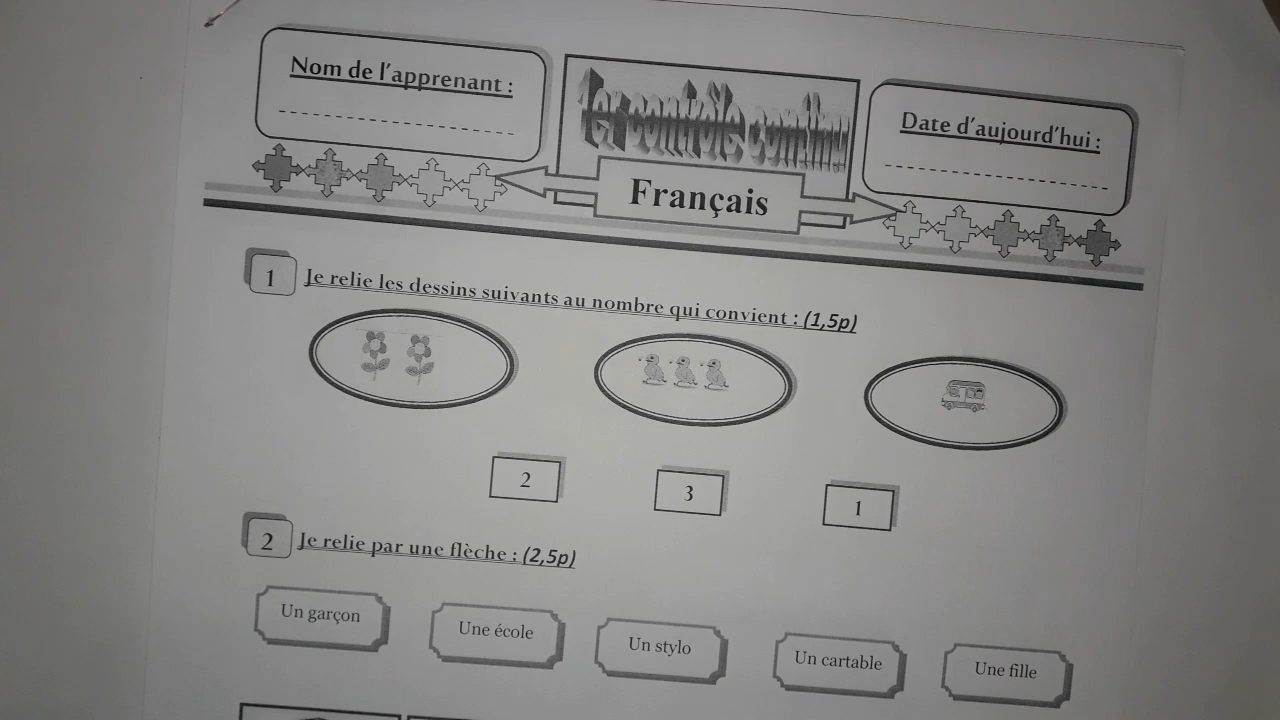 Nom de l'apprenant :
1er contrôle continu
Date d'aujourd'hui :
Français
1 Je relie les dessins suivants au nombre qui convient : (1,5p)
2 3 1
2 Je relie par une flèche : (2,5p)
Un garçon Une école Un stylo Un cartable Une fille